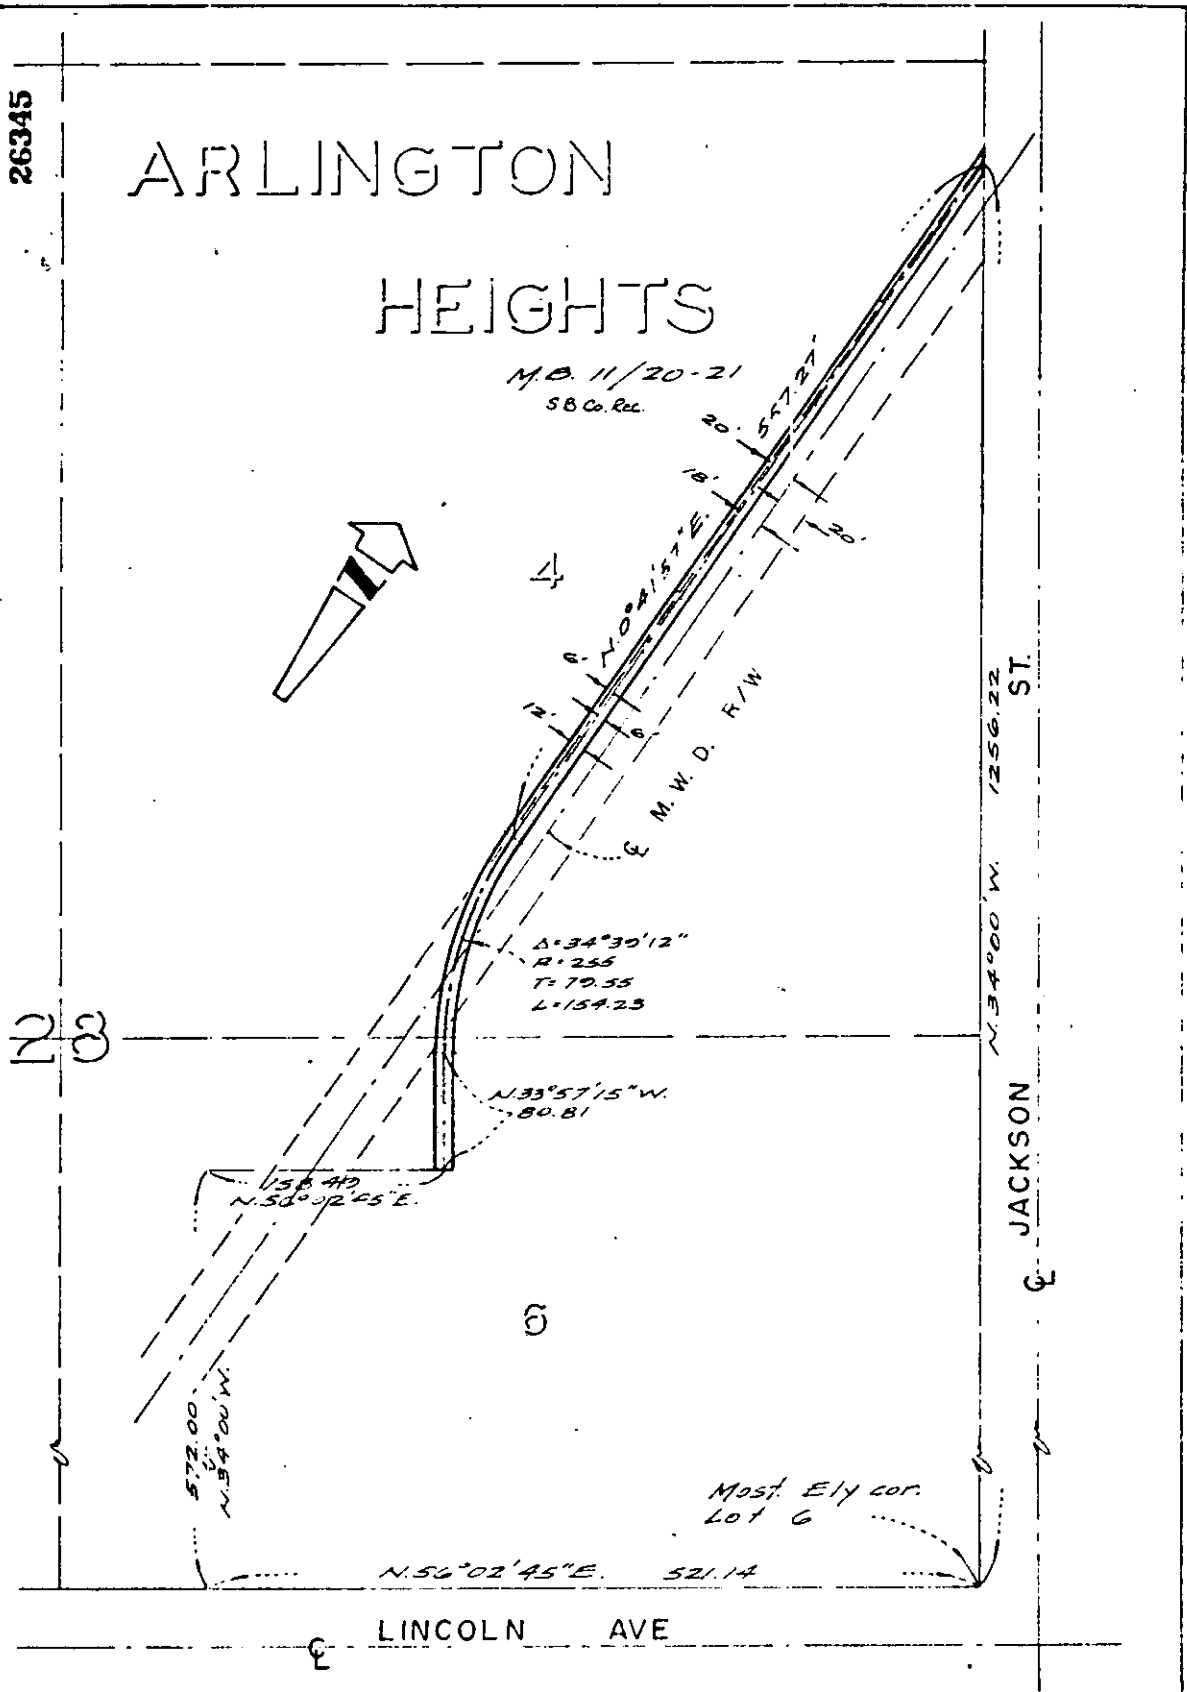 26345
ARLINGTON
HEIGHTS
M.B. 11/20-21
SB Co. Rec.
557.27'
20'
18'
N.0°41'57"E.
20'
4
6'
12'
6'
M.W.D. R/W
℄
1256.22
N.34°00'W.
JACKSON ST.
℄
Δ=34°39'12"
R=255
T=79.55
L=154.23
23
N.33°57'15"W.
80.81
158.40
N.56°02'45"E.
6
572.00
N.34°00'W.
Most Ely cor.
Lot 6
N.56°02'45"E. 521.14
LINCOLN AVE
℄